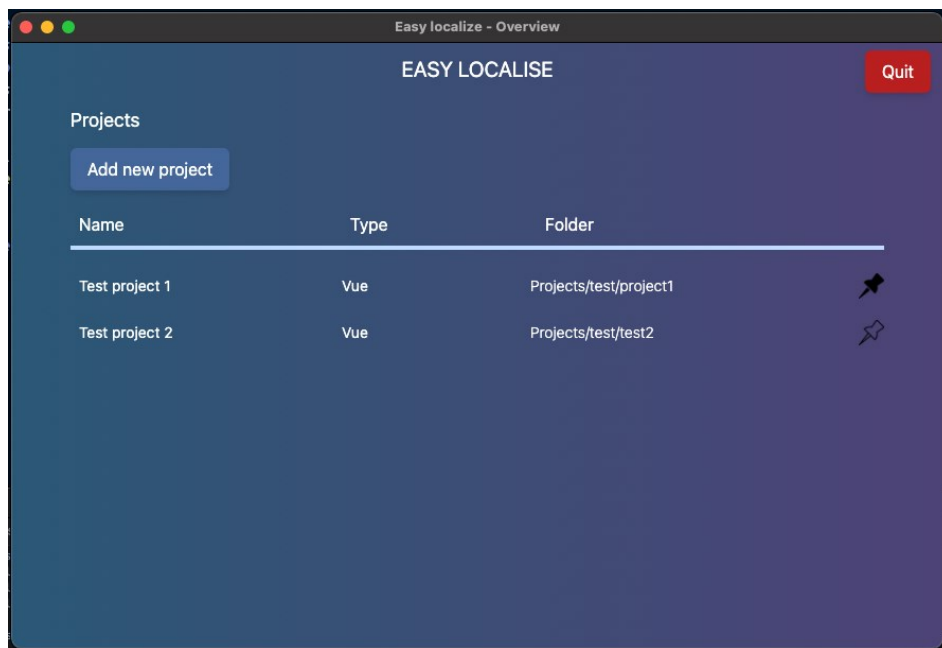 Easy localize - Overview
EASY LOCALISE
Quit
Projects
Add new project
Name Type Folder
Test project 1 Vue Projects/test/project1
Test project 2 Vue Projects/test/test2